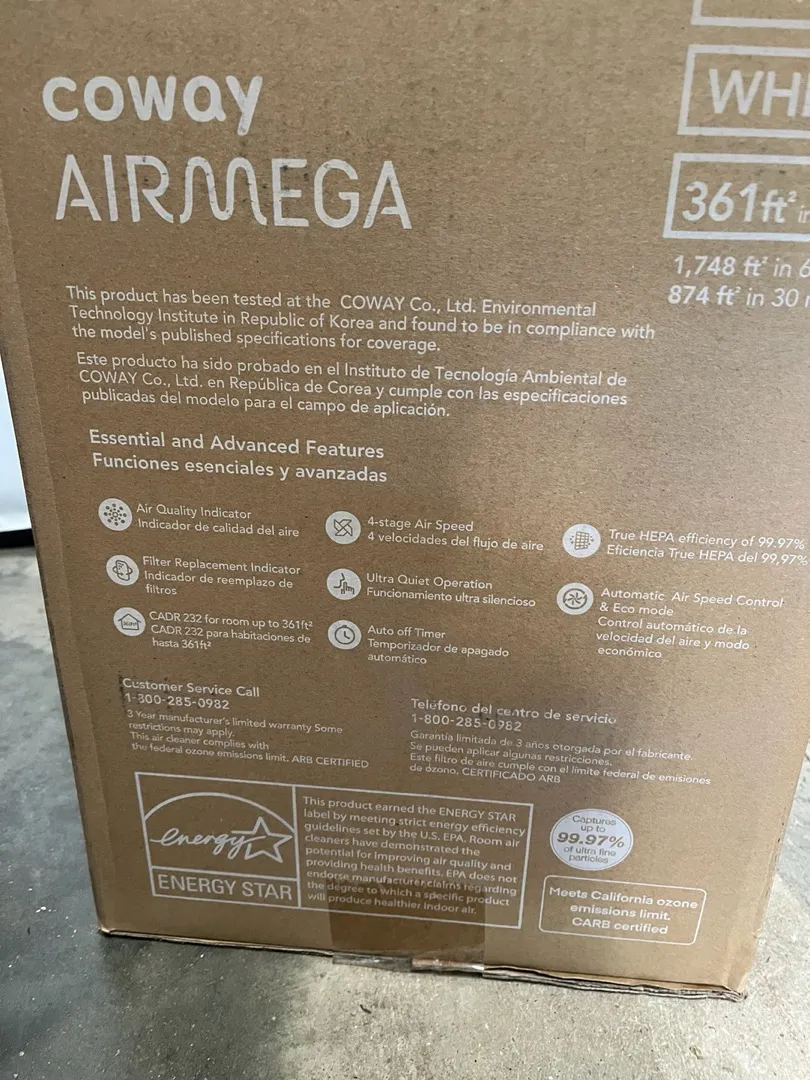 coway
AIRMEGA
WHI
361ft² in
1,748 ft² in 6
874 ft² in 30
This product has been tested at the COWAY Co., Ltd. Environmental
Technology Institute in Republic of Korea and found to be in compliance with
the model's published specifications for coverage.
Este producto ha sido probado en el Instituto de Tecnología Ambiental de
COWAY Co., Ltd. en República de Corea y cumple con las especificaciones
publicadas del modelo para el campo de aplicación.
Essential and Advanced Features
Funciones esenciales y avanzadas
Air Quality Indicator
Indicador de calidad del aire
4-stage Air Speed
4 velocidades del flujo de aire
True HEPA efficiency of 99.97%
Eficiencia True HEPA del 99,97%
Filter Replacement Indicator
Indicador de reemplazo de
filtros
Ultra Quiet Operation
Funcionamiento ultra silencioso
Automatic Air Speed Control
& Eco mode
Control automático de la
velocidad del aire y modo
económico
CADR 232 for room up to 361ft²
CADR 232 para habitaciones de
hasta 361ft²
Auto off Timer
Temporizador de apagado
automático
Customer Service Call
1-800-285-0982
3 Year manufacturer's limited warranty Some
restrictions may apply.
This air cleaner complies with
the federal ozone emissions limit. ARB CERTIFIED
Teléfono del centro de servicio
1-800-285-0982
Garantía limitada de 3 años otorgada por el fabricante.
Se pueden aplicar algunas restricciones.
Este filtro de aire cumple con el límite federal de emisiones
de ozono, CERTIFICADO ARB
energy
ENERGY STAR
This product earned the ENERGY STAR
label by meeting strict energy efficiency
guidelines set by the U.S. EPA. Room air
cleaners have demonstrated the
potential for improving air quality and
providing health benefits. EPA does not
endorse manufacturer claims regarding
the degree to which a specific product
will produce healthier indoor air.
Captures
up to
99.97%
of ultra fine
particles
Meets California ozone
emissions limit.
CARB certified